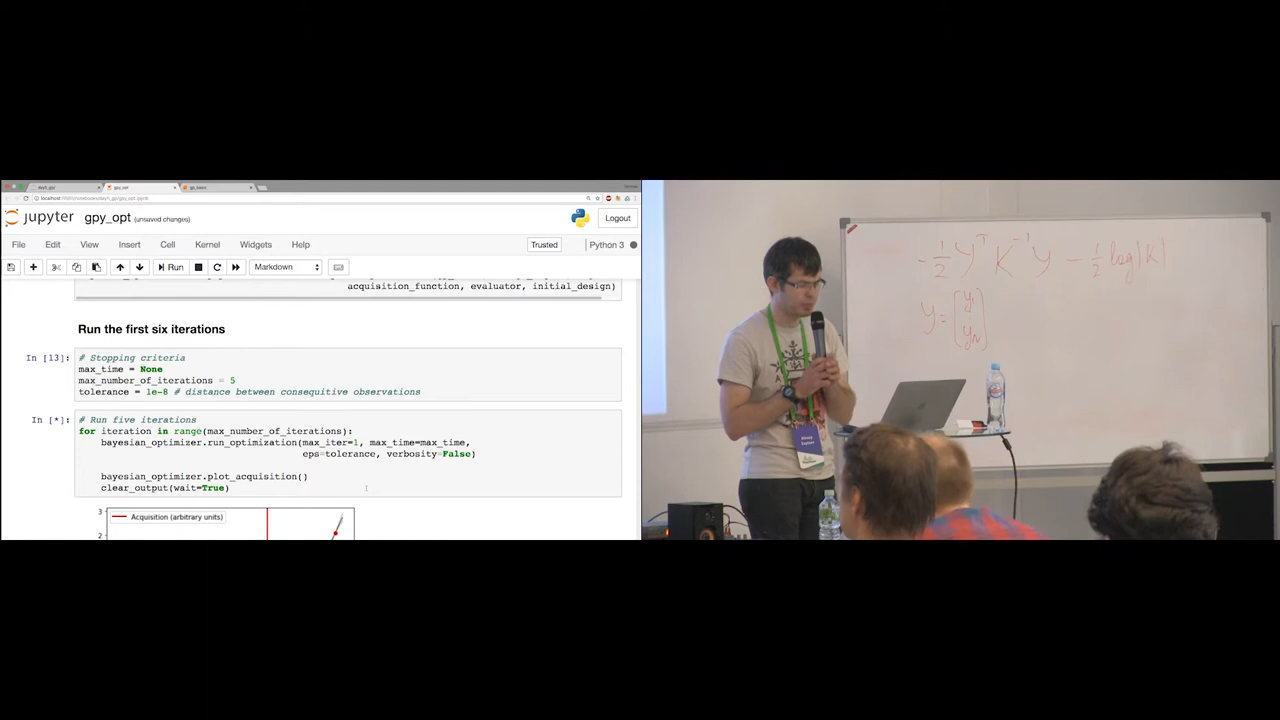 gpy_opt
jupyter gpy_opt (unsaved changes)
Logout
File Edit View Insert Cell Kernel Widgets Help
Trusted
Python 3
Run
Markdown
acquisition_function, evaluator, initial_design)
Run the first six iterations
In [13]:
# Stopping criteria
max_time = None
max_number_of_iterations = 5
tolerance = 1e-8 # distance between consequitive observations
In [*]:
# Run five iterations
for iteration in range(max_number_of_iterations):
bayesian_optimizer.run_optimization(max_iter=1, max_time=max_time,
eps=tolerance, verbosity=False)
bayesian_optimizer.plot_acquisition()
clear_output(wait=True)
3
Acquisition (arbitrary units)
2
- 1/2 Y^T K^-1 Y - 1/2 log|K|